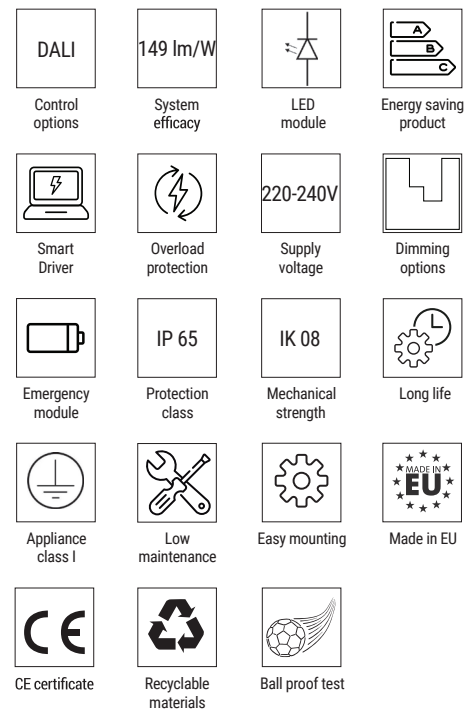 DALI
149 lm/W
A
B
C
Control
options
System
efficacy
LED
module
Energy saving
product
220-240V
Smart
Driver
Overload
protection
Supply
voltage
Dimming
options
IP 65
IK 08
Emergency
module
Protection
class
Mechanical
strength
Long life
MADE IN
EU
Appliance
class I
Low
maintenance
Easy mounting
Made in EU
CE
CE certificate
Recyclable
materials
Ball proof test